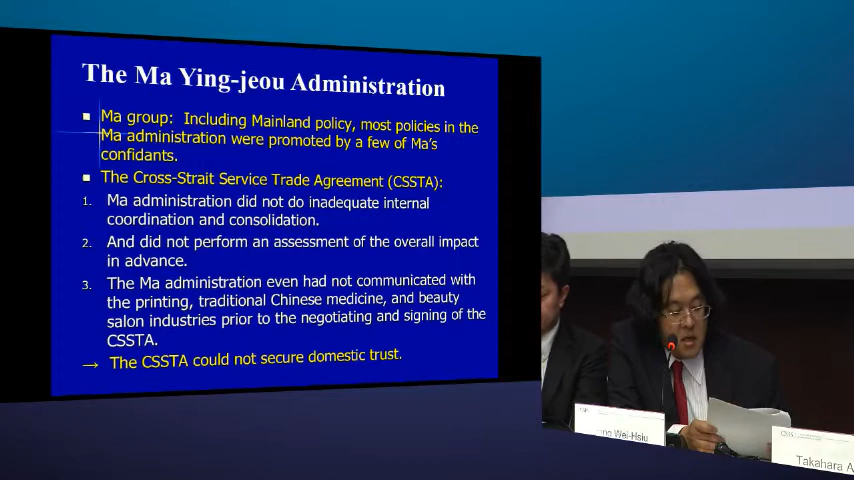 The Ma Ying-jeou Administration
Ma group: Including Mainland policy, most policies in the
Ma administration were promoted by a few of Ma's
confidants.
The Cross-Strait Service Trade Agreement (CSSTA):
1. Ma administration did not do inadequate internal
coordination and consolidation.
2. And did not perform an assessment of the overall impact
in advance.
3. The Ma administration even had not communicated with
the printing, traditional Chinese medicine, and beauty
salon industries prior to the negotiating and signing of the
CSSTA.
→ The CSSTA could not secure domestic trust.
CSIS
Wei-Hsiu
CSIS
Takahara A